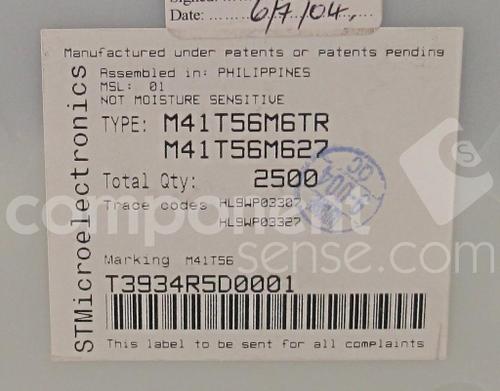 Date: 6/7/04,
Manufactured under patents or patents pending
STMicroelectronics
Assembled in: PHILIPPINES
MSL: 01
NOT MOISTURE SENSITIVE
TYPE: M41T56M6TR
M41T56M627
Total Qty: 2500
Trace codes HL9WP03307
HL9WP03327
Marking M41T56
T3934R5D0001
This label to be sent for all complaints
component
sense.com
QC